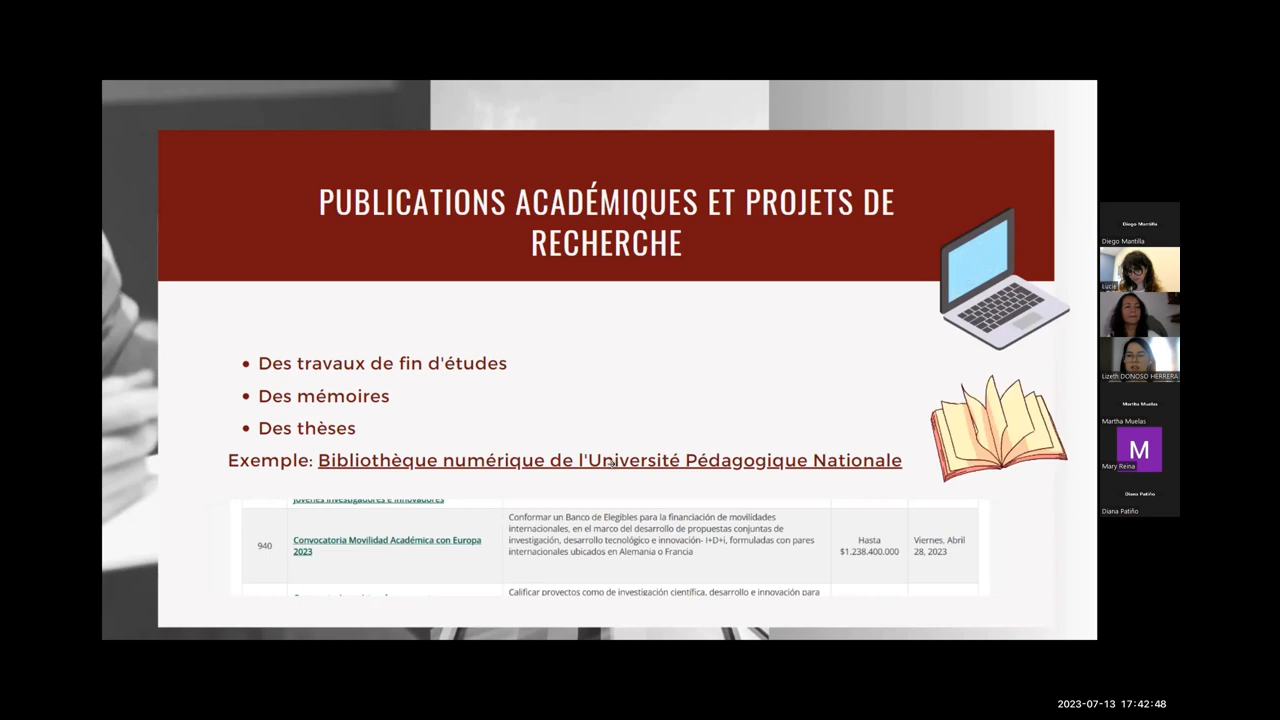 PUBLICATIONS ACADÉMIQUES ET PROJETS DE
RECHERCHE
Des travaux de fin d'études
Des mémoires
Des thèses
Exemple: Bibliothèque numérique de l'Université Pédagogique Nationale
jóvenes investigadores e innovadores
940
Convocatoria Movilidad Académica con Europa
2023
Conformar un Banco de Elegibles para la financiación de movilidades
internacionales, en el marco del desarrollo de propuestas conjuntas de
investigación, desarrollo tecnológico e innovación- I+D+i, formuladas con pares
internacionales ubicados en Alemania o Francia
Hasta
$1.238.400.000
Viernes, Abril
28, 2023
Calificar proyectos como de investigación científica, desarrollo e innovación para
Diego Mantilla
Diego Mantilla
Lucie
Lizeth DONOSO HERRERA
Martha Muelas
Martha Muelas
M
Mary Reina
Diana Patiño
Diana Patiño
2023-07-13 17:42:48